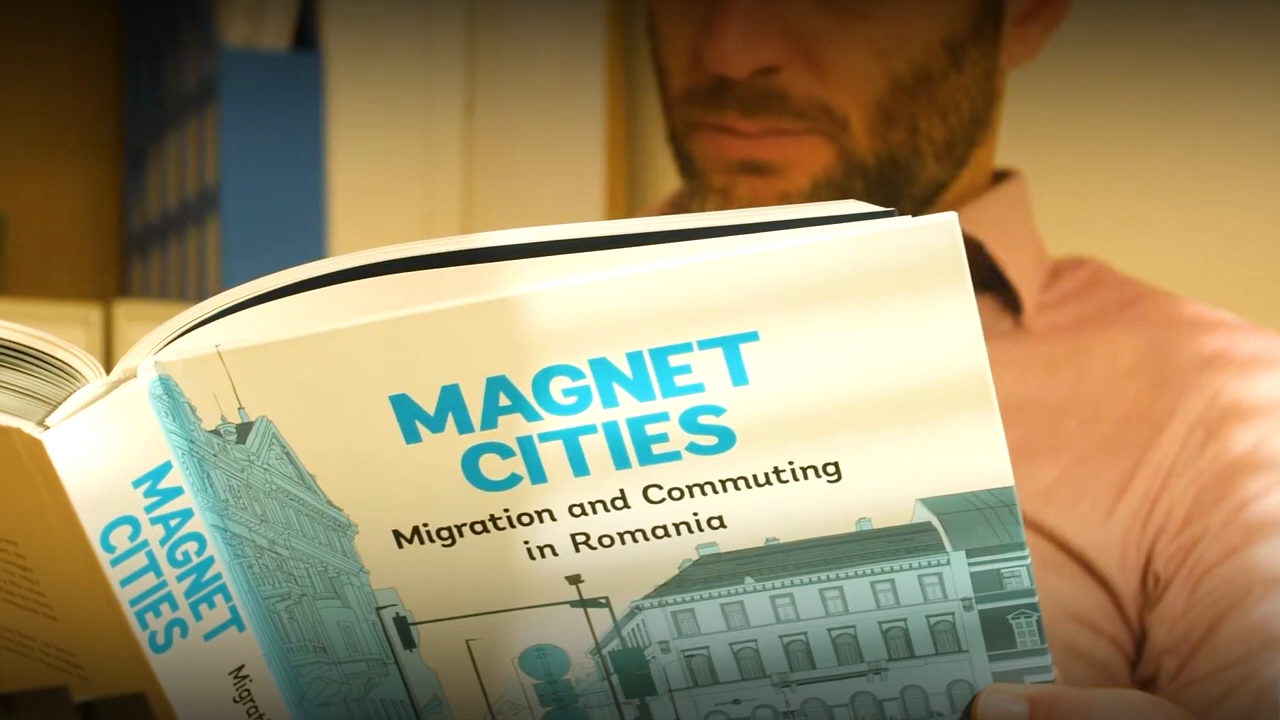 MAGNET
CITIES
Migration and Commuting
in Romania
MAGNET
CITIES